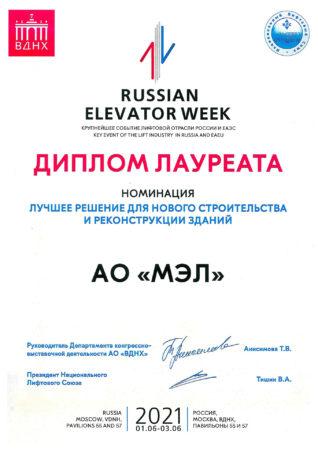 ВДНХ
RUSSIAN
ELEVATOR WEEK
КРУПНЕЙШЕЕ СОБЫТИЕ ЛИФТОВОЙ ОТРАСЛИ РОССИИ И ЕАЭС
KEY EVENT OF THE LIFT INDUSTRY IN RUSSIA AND EAEU
ДИПЛОМ ЛАУРЕАТА
НОМИНАЦИЯ
ЛУЧШЕЕ РЕШЕНИЕ ДЛЯ НОВОГО СТРОИТЕЛЬСТВА
И РЕКОНСТРУКЦИИ ЗДАНИЙ
АО «МЭЛ»
Руководитель Департамента конгрессно-
выставочной деятельности АО «ВДНХ»
Анисимова Т.В.
Президент Национального
Лифтового Союза
Тишин В.А.
RUSSIA
MOSCOW, VDNH,
PAVILIONS 55 AND 57
2021
01.06-03.06
РОССИЯ,
МОСКВА, ВДНХ,
ПАВИЛЬОНЫ 55 И 57